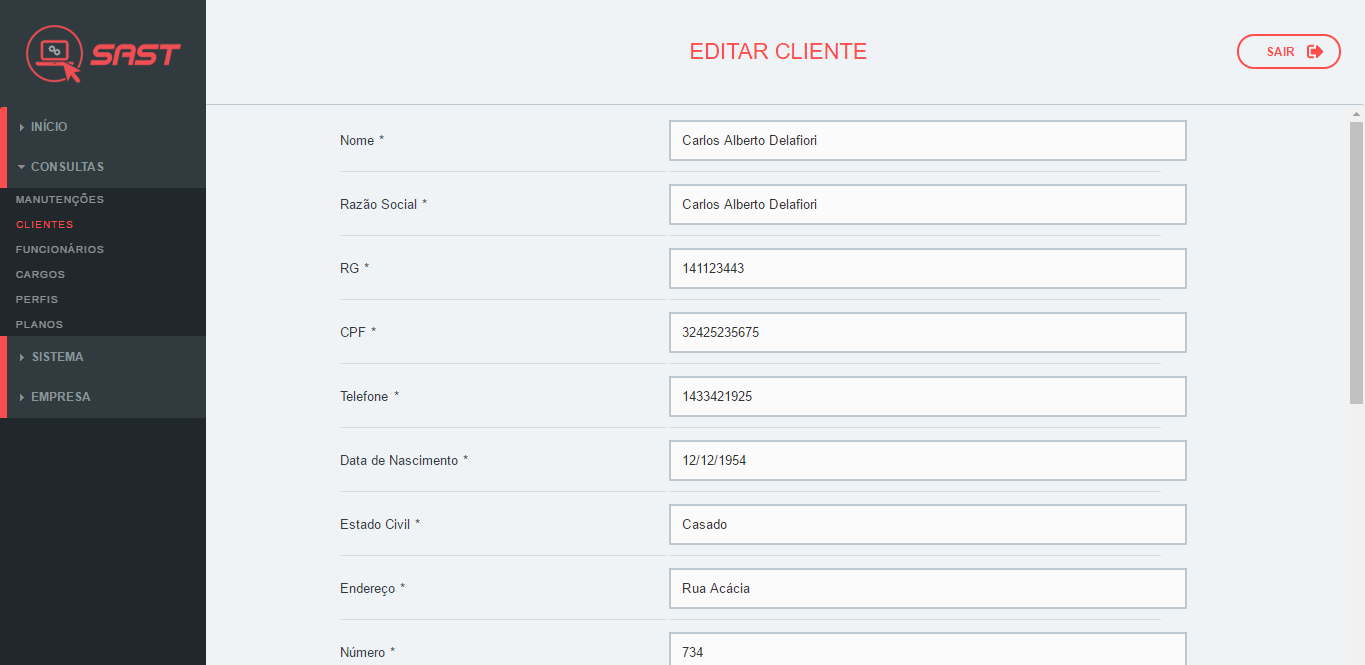 SAST
EDITAR CLIENTE
SAIR
INÍCIO
CONSULTAS
MANUTENÇÕES
CLIENTES
FUNCIONÁRIOS
CARGOS
PERFIS
PLANOS
SISTEMA
EMPRESA
Nome * Carlos Alberto Delafiori
Razão Social * Carlos Alberto Delafiori
RG * 141123443
CPF * 32425235675
Telefone * 1433421925
Data de Nascimento * 12/12/1954
Estado Civil * Casado
Endereço * Rua Acácia
Número * 734